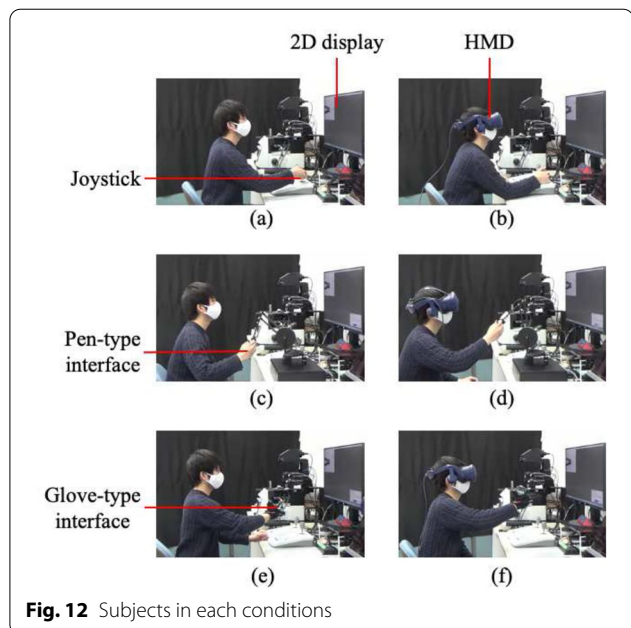 2D display
HMD
Joystick
(a)
(b)
Pen-type
interface
(c)
(d)
Glove-type
interface
(e)
(f)
Fig. 12 Subjects in each conditions